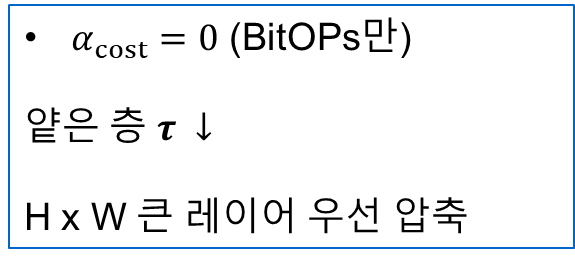 • α_cost = 0 (BitOPs만)
얕은 층 τ ↓
H x W 큰 레이어 우선 압축